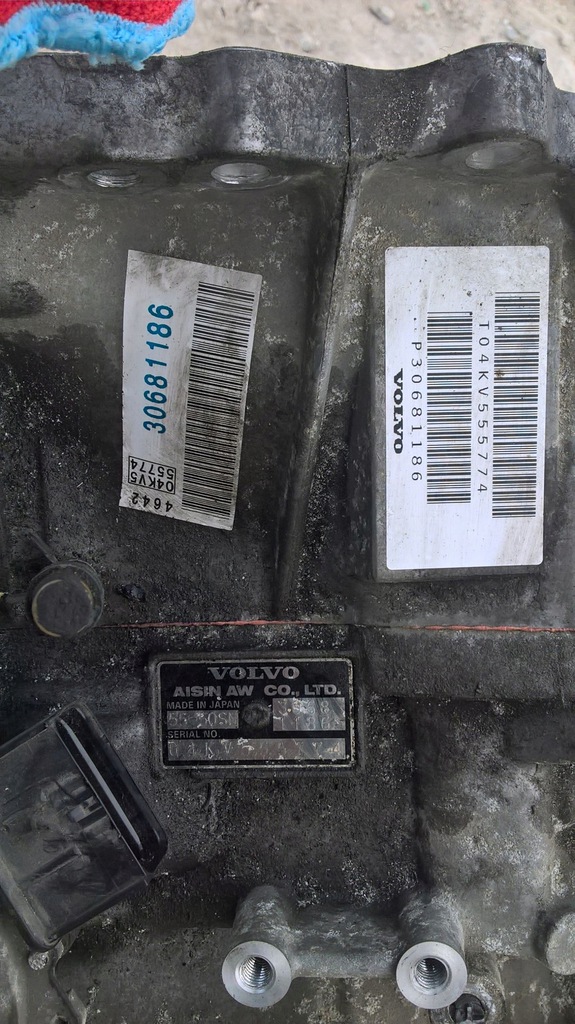 30681186
04KV5
55774
4642
T04KV555774
P30681186
VOLVO
VOLVO
AISIN AW CO., LTD.
MADE IN JAPAN
SERIAL NO.